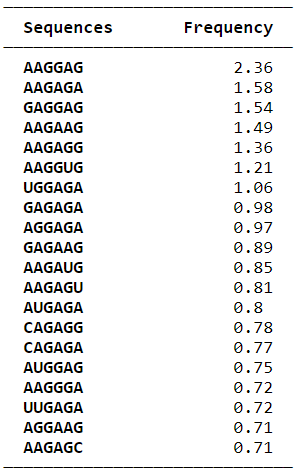 Sequences Frequency
AAGGAG 2.36
AAGAGA 1.58
GAGGAG 1.54
AAGAAG 1.49
AAGAGG 1.36
AAGGUG 1.21
UGGAGA 1.06
GAGAGA 0.98
AGGAGA 0.97
GAGAAG 0.89
AAGAUG 0.85
AAGAGU 0.81
AUGAGA 0.8
CAGAGG 0.78
CAGAGA 0.77
AUGGAG 0.75
AAGGGA 0.72
UUGAGA 0.72
AGGAAG 0.71
AAGAGC 0.71